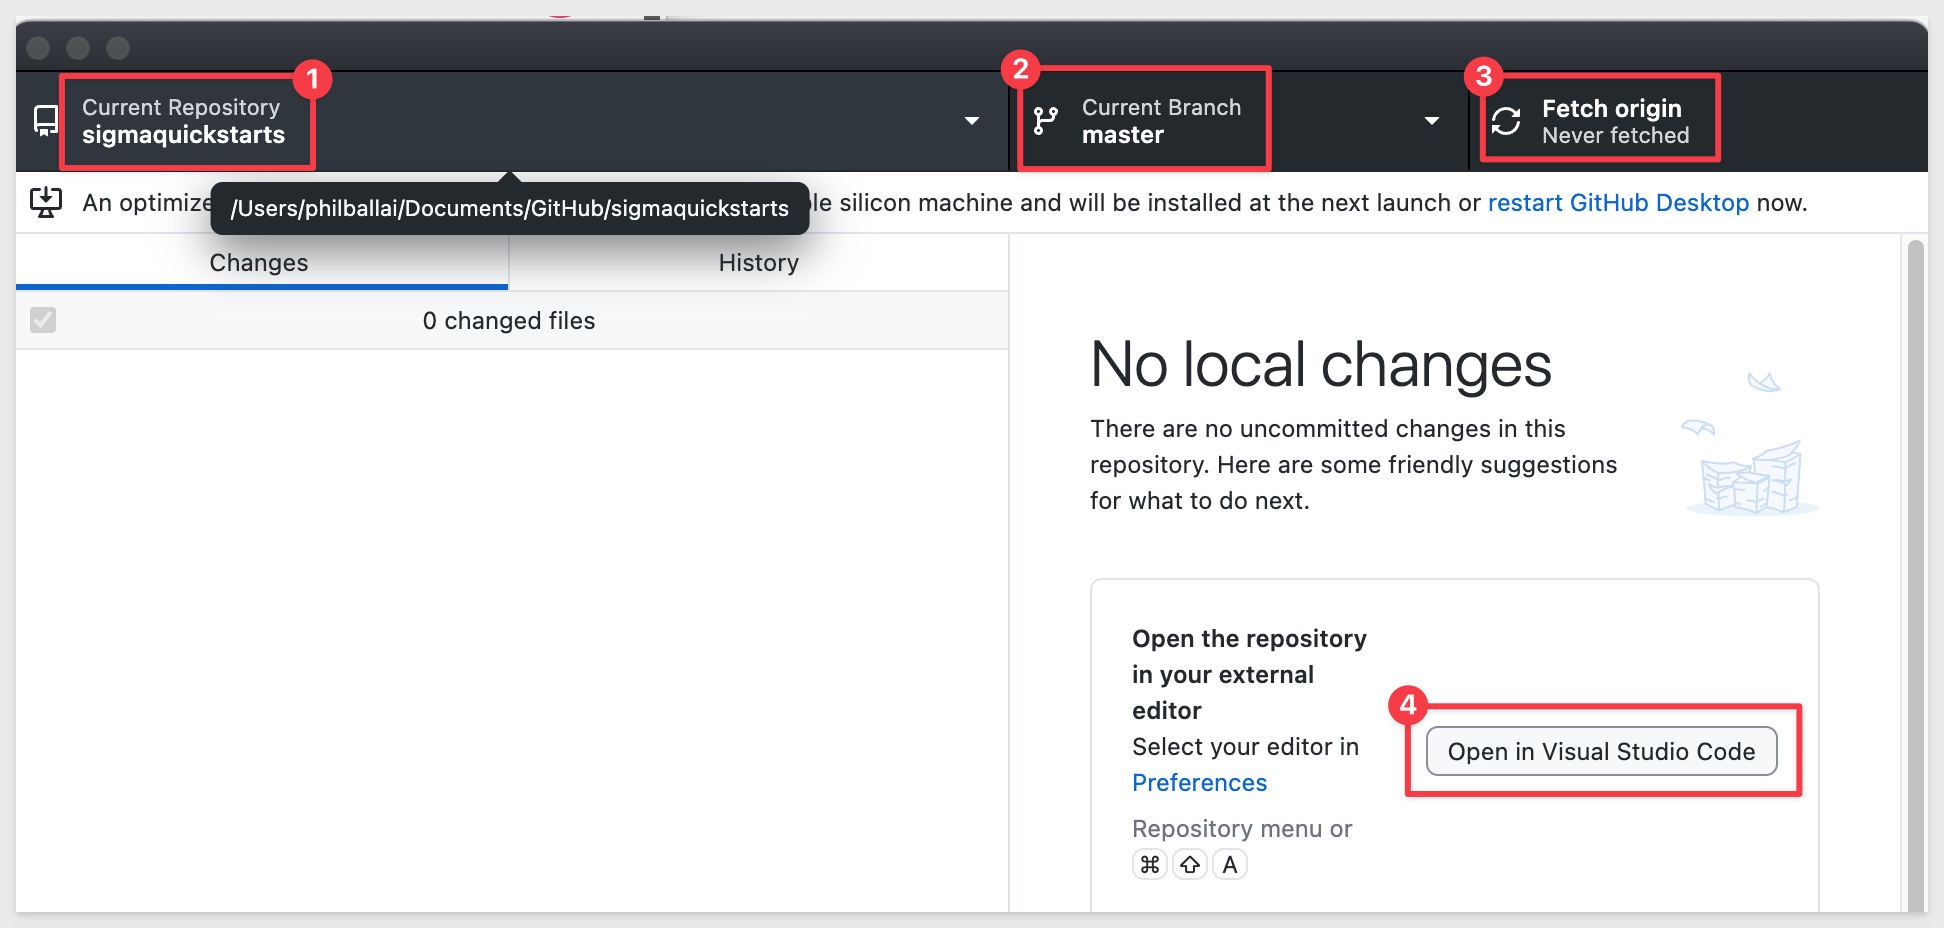 1
Current Repository
sigmaquickstarts
2
Current Branch
master
3
Fetch origin
Never fetched
An optimize
/Users/philballai/Documents/GitHub/sigmaquickstarts
le silicon machine and will be installed at the next launch or restart GitHub Desktop now.
Changes
History
0 changed files
No local changes
There are no uncommitted changes in this
repository. Here are some friendly suggestions
for what to do next.
Open the repository
in your external
editor
Select your editor in
Preferences
Repository menu or
⌘ ⇧ A
4
Open in Visual Studio Code